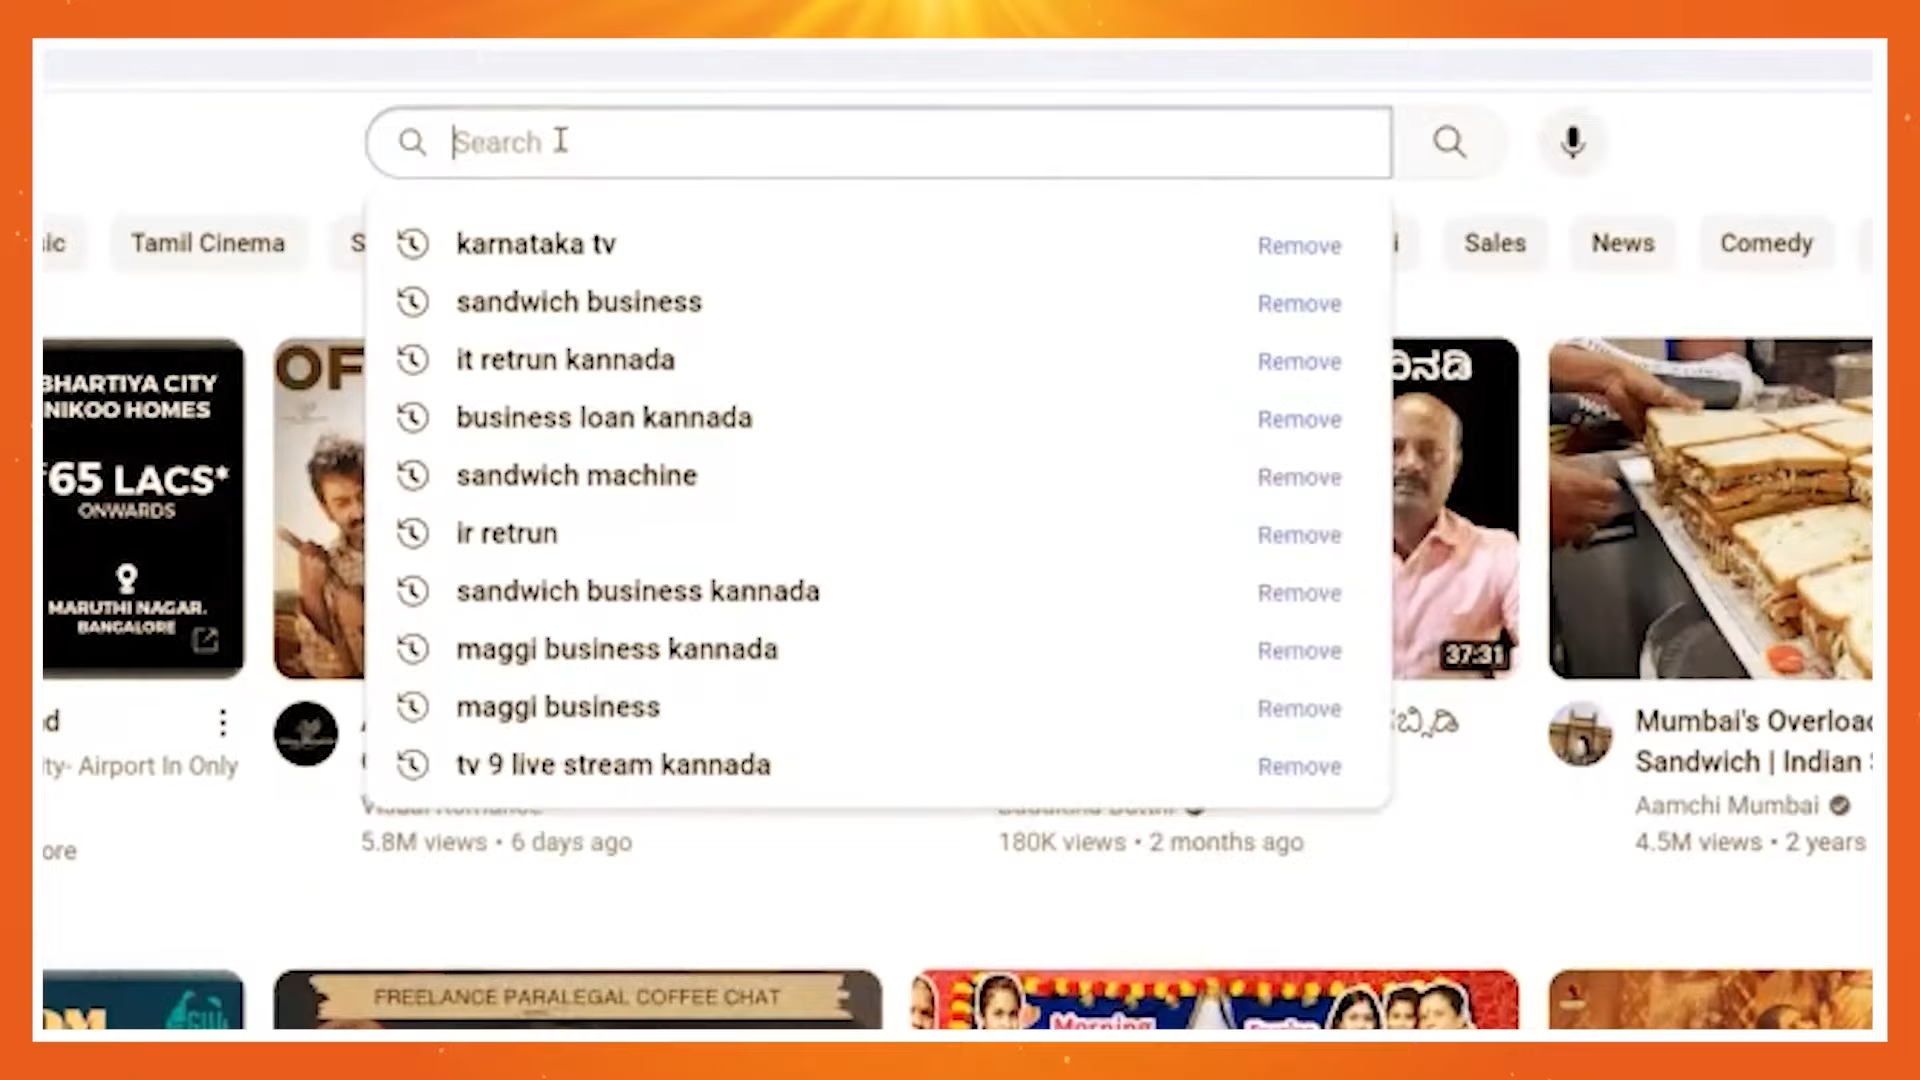 Search
Tamil Cinema
Sales
News
Comedy
karnataka tv
Remove
sandwich business
Remove
it retrun kannada
Remove
business loan kannada
Remove
sandwich machine
Remove
ir retrun
Remove
sandwich business kannada
Remove
maggi business kannada
Remove
maggi business
Remove
tv 9 live stream kannada
Remove
BHARTIYA CITY
NIKOO HOMES
₹65 LACS*
ONWARDS
MARUTHI NAGAR.
BANGALORE
OF
37:31
ty- Airport In Only
5.8M views • 6 days ago
180K views • 2 months ago
Mumbai's Overloa
Sandwich | Indian
Aamchi Mumbai
4.5M views • 2 years
FREELANCE PARALEGAL COFFEE CHAT
Morning